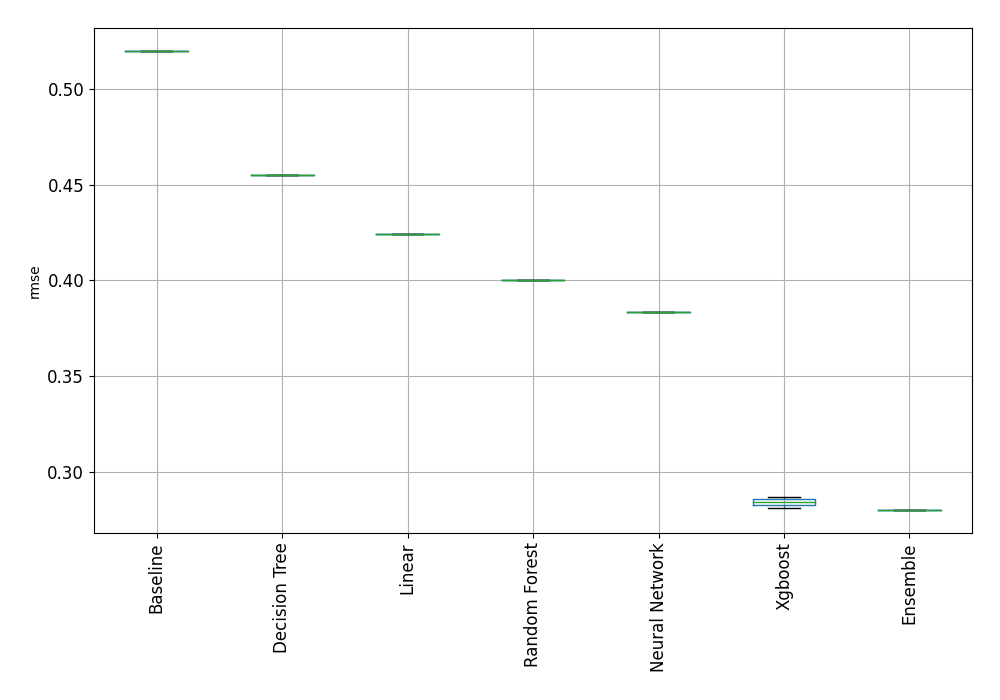 0.50
0.45
0.40
0.35
0.30
rmse
Baseline
Decision Tree
Linear
Random Forest
Neural Network
Xgboost
Ensemble